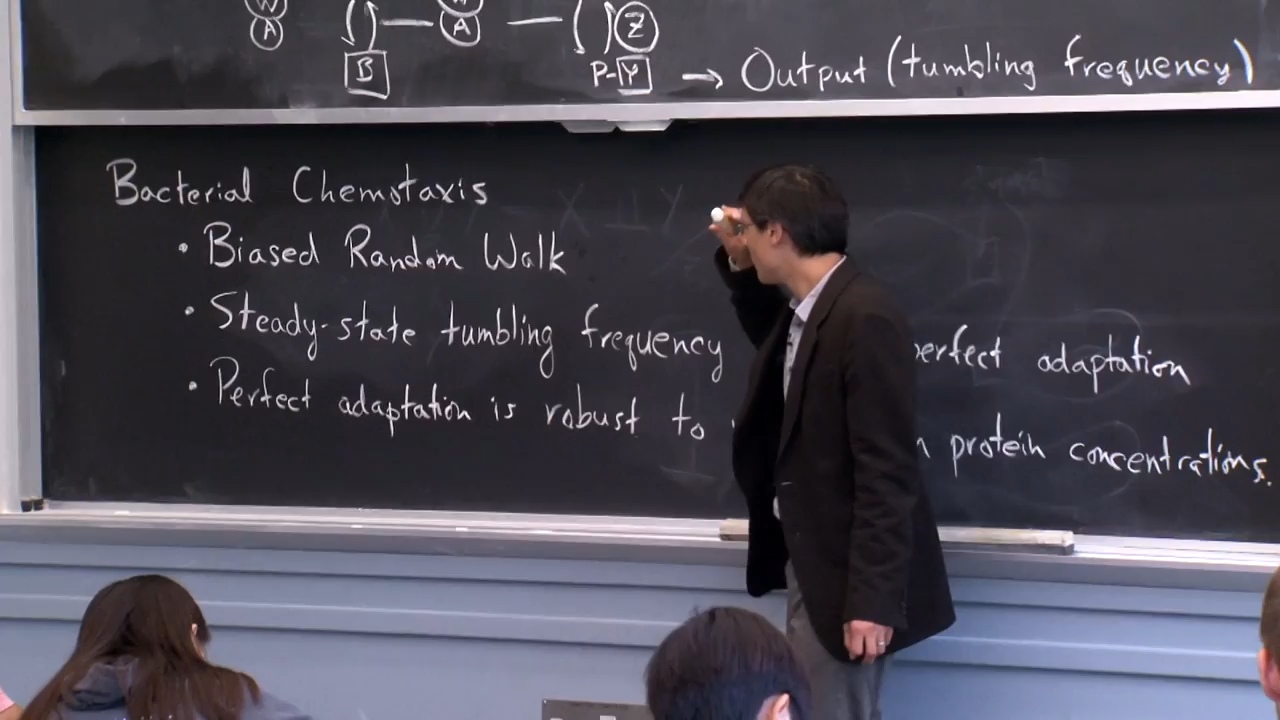 A — A — Z
B P-Y → Output (tumbling frequency)
Bacterial Chemotaxis
• Biased Random Walk
• Steady-state tumbling frequency perfect adaptation
• Perfect adaptation is robust to protein concentrations.